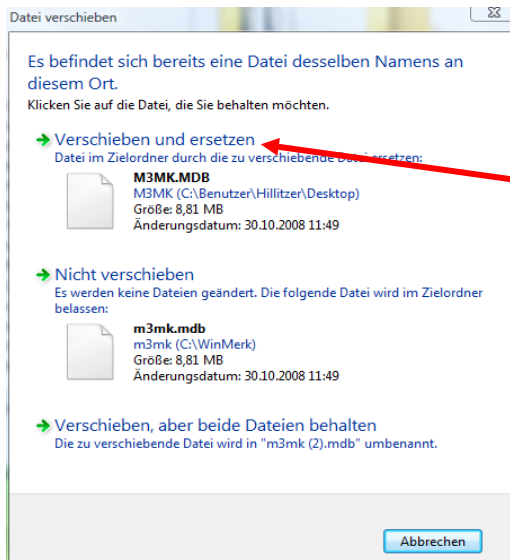 Datei verschieben
Es befindet sich bereits eine Datei desselben Namens an
diesem Ort.
Klicken Sie auf die Datei, die Sie behalten möchten.
Verschieben und ersetzen
Datei im Zielordner durch die zu verschiebende Datei ersetzen:
M3MK.MDB
M3MK (C:\Benutzer\Hillitzer\Desktop)
Größe: 8,81 MB
Änderungsdatum: 30.10.2008 11:49
Nicht verschieben
Es werden keine Dateien geändert. Die folgende Datei wird im Zielordner
belassen:
m3mk.mdb
m3mk (C:\WinMerk)
Größe: 8,81 MB
Änderungsdatum: 30.10.2008 11:49
Verschieben, aber beide Dateien behalten
Die zu verschiebende Datei wird in "m3mk (2).mdb" umbenannt.
Abbrechen